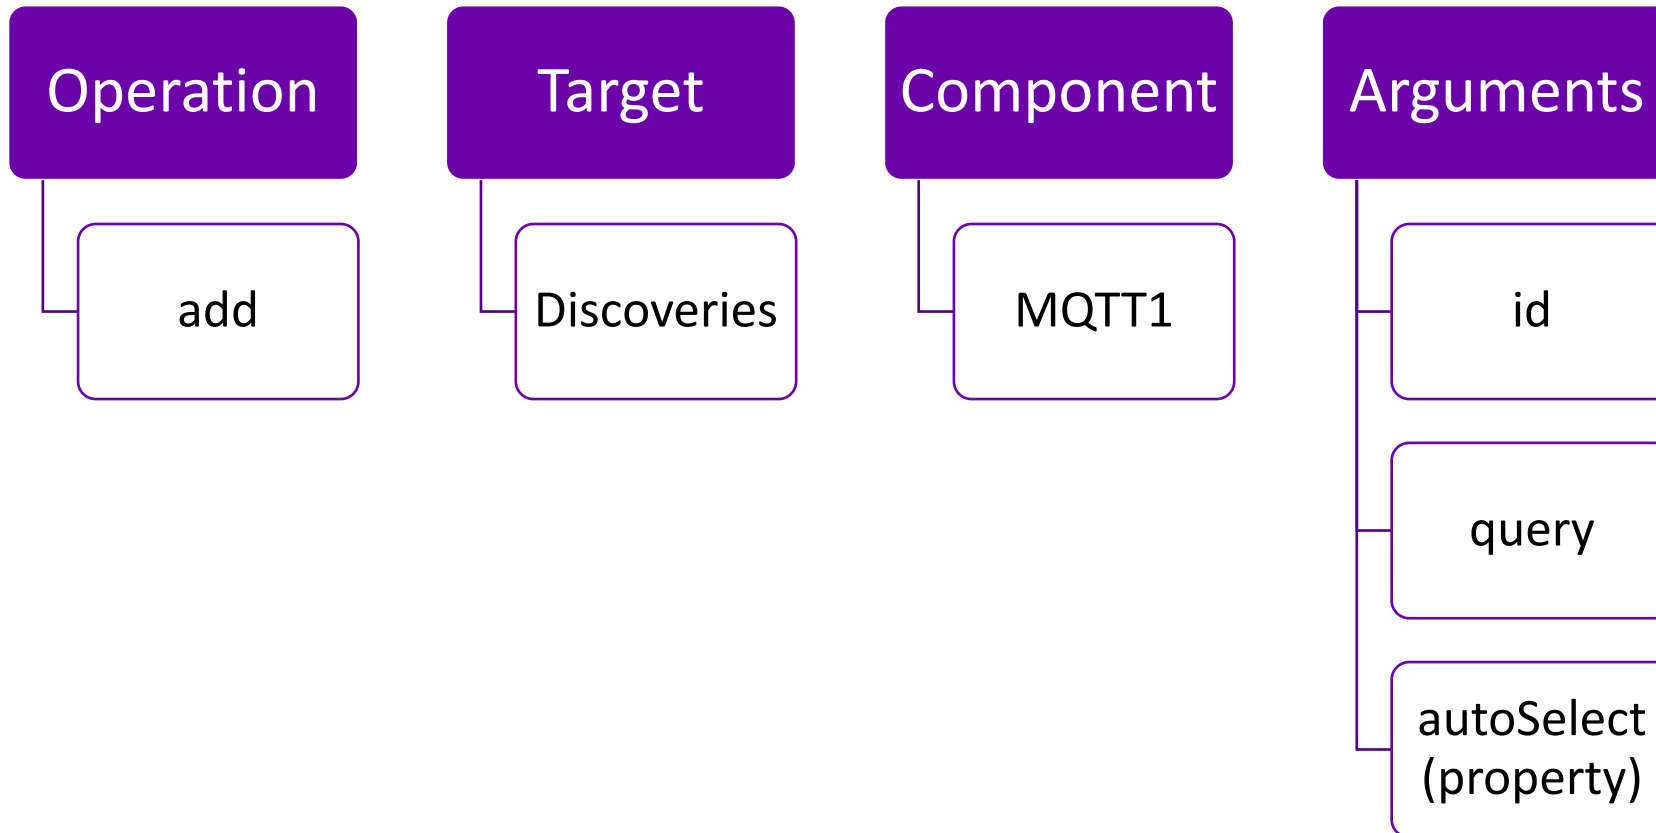 Operation
add
Target
Discoveries
Component
MQTT1
Arguments
id
query
autoSelect
(property)